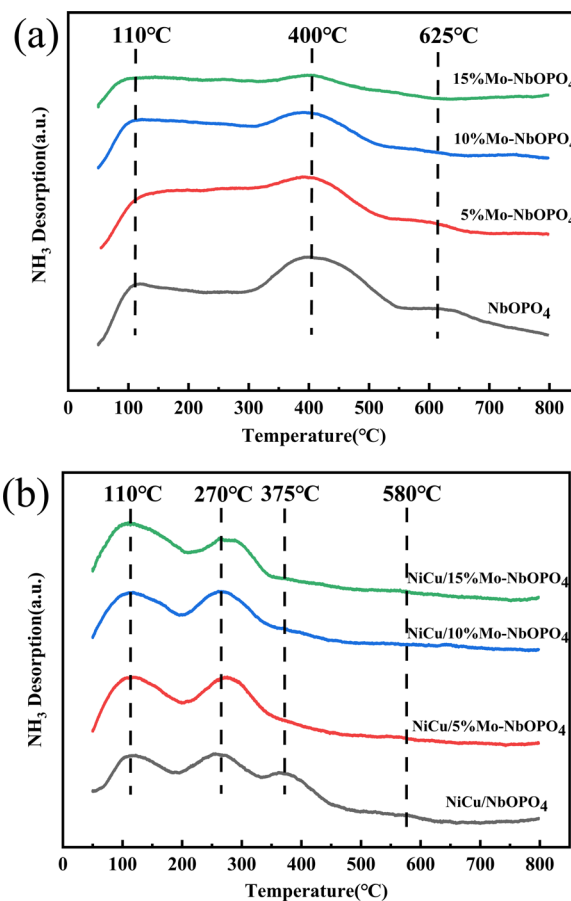 (a)
110℃ 400℃ 625℃
15%Mo-NbOPO₄
10%Mo-NbOPO₄
5%Mo-NbOPO₄
NbOPO₄
NH₃ Desorption(a.u.)
0 100 200 300 400 500 600 700 800
Temperature(℃)
(b)
110℃ 270℃ 375℃ 580℃
NiCu/15%Mo-NbOPO₄
NiCu/10%Mo-NbOPO₄
NiCu/5%Mo-NbOPO₄
NiCu/NbOPO₄
NH₃ Desorption(a.u.)
0 100 200 300 400 500 600 700 800
Temperature(℃)